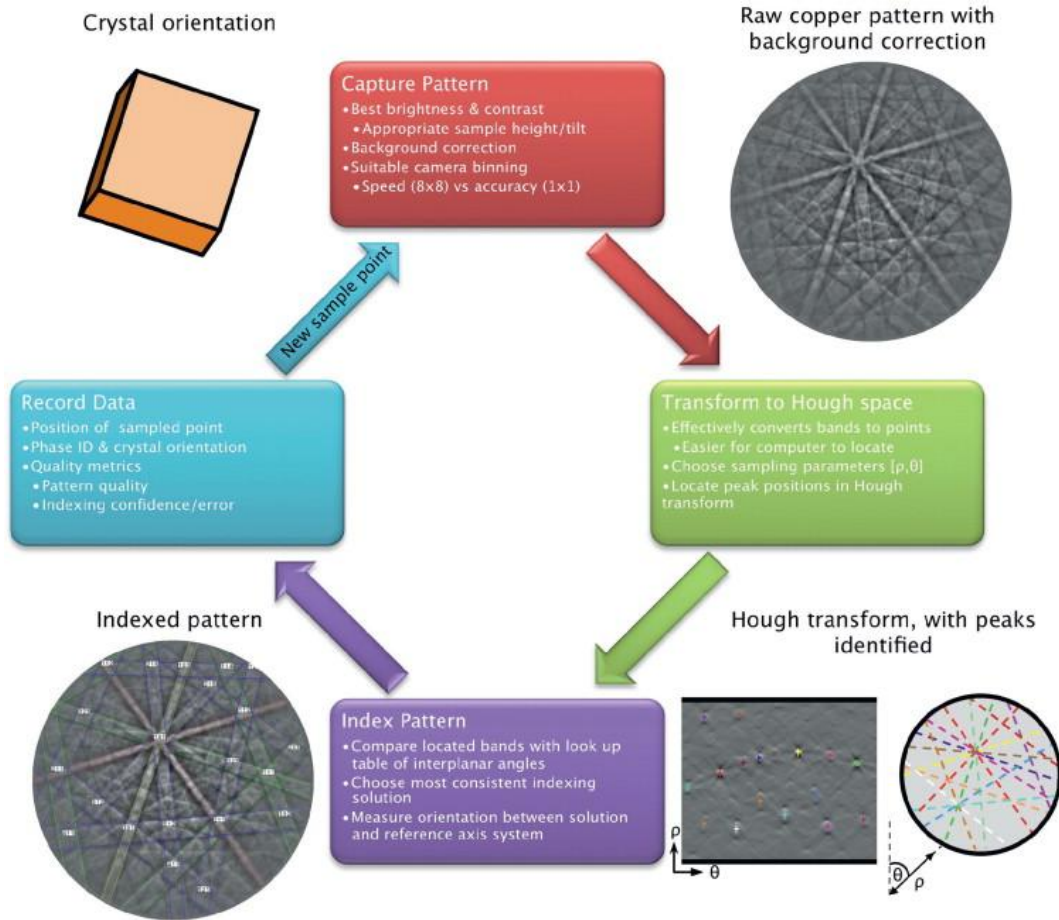 Crystal orientation
Raw copper pattern with
background correction
Capture Pattern
•Best brightness & contrast
•Appropriate sample height/tilt
•Background correction
•Suitable camera binning
•Speed (8x8) vs accuracy (1x1)
New sample point
Record Data
•Position of sampled point
•Phase ID & crystal orientation
•Quality metrics
•Pattern quality
•Indexing confidence/error
Transform to Hough space
•Effectively converts bands to points
•Easier for computer to locate
•Choose sampling parameters [ρ,θ]
•Locate peak positions in Hough
transform
Indexed pattern
Hough transform, with peaks
identified
Index Pattern
•Compare located bands with look up
table of interplanar angles
•Choose most consistent indexing
solution
•Measure orientation between solution
and reference axis system
ρ
θ
θ
ρ